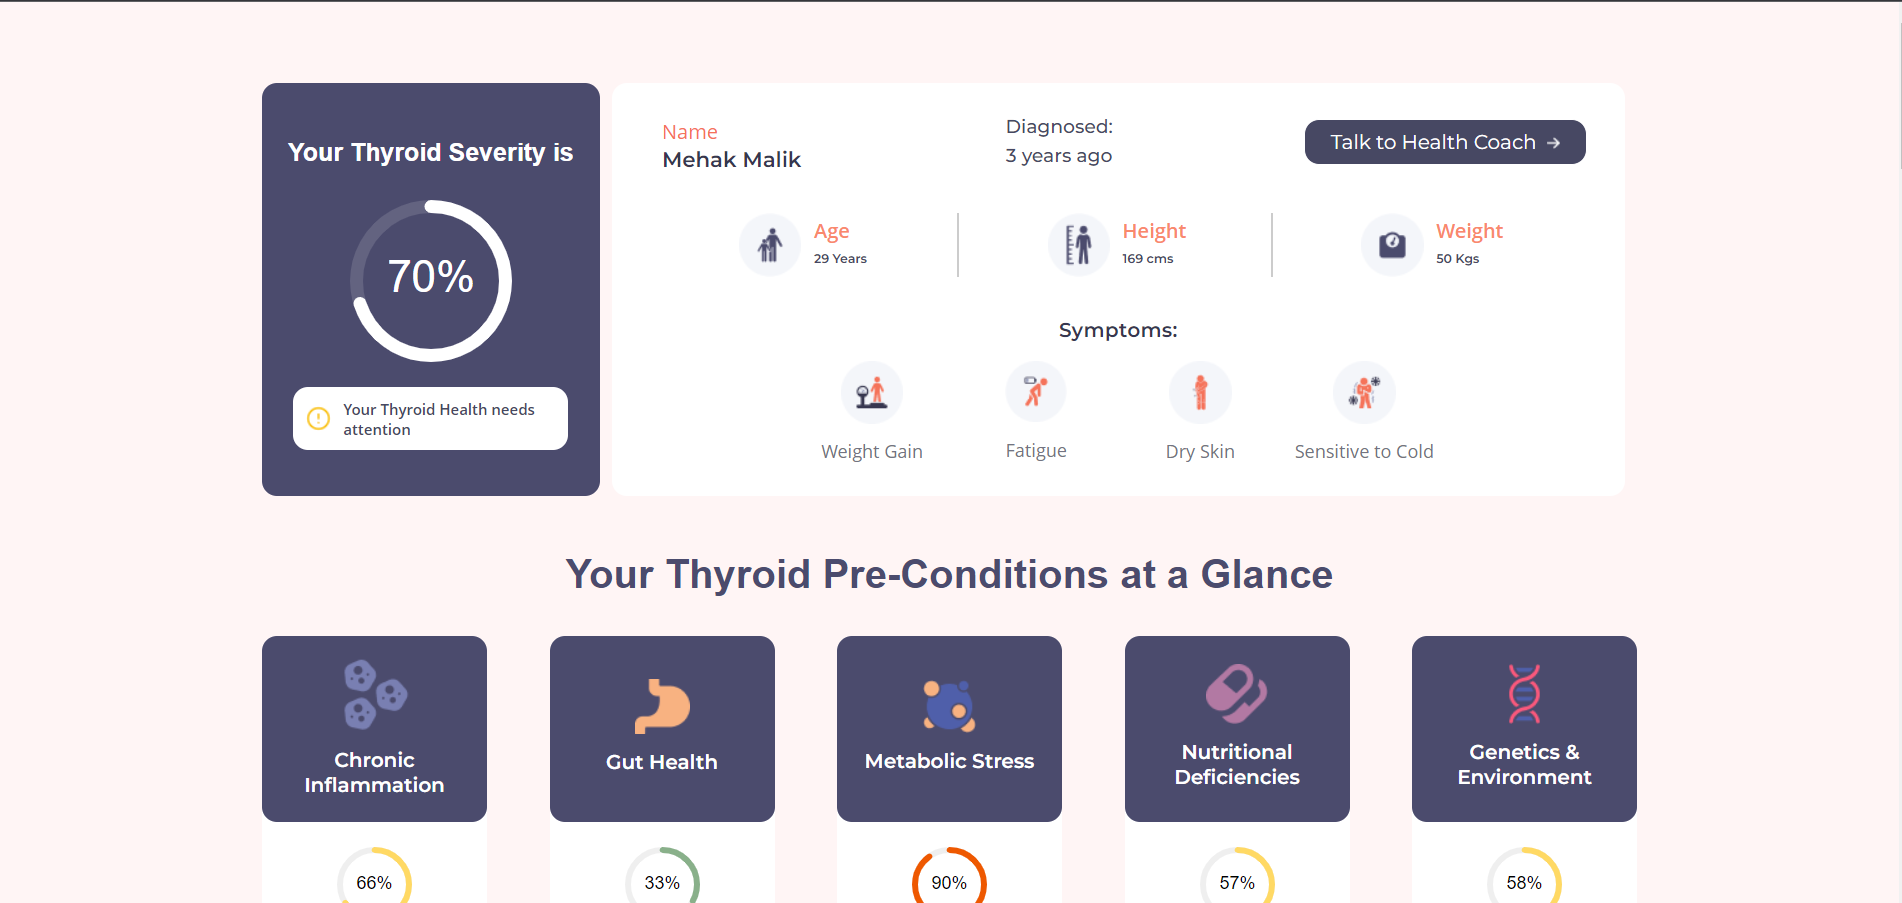 Your Thyroid Severity is
70%
Your Thyroid Health needs
attention
Name
Mehak Malik
Diagnosed:
3 years ago
Talk to Health Coach →
Age
29 Years
Height
169 cms
Weight
50 Kgs
Symptoms:
Weight Gain
Fatigue
Dry Skin
Sensitive to Cold
Your Thyroid Pre-Conditions at a Glance
Chronic
Inflammation
66%
Gut Health
33%
Metabolic Stress
90%
Nutritional
Deficiencies
57%
Genetics &
Environment
58%